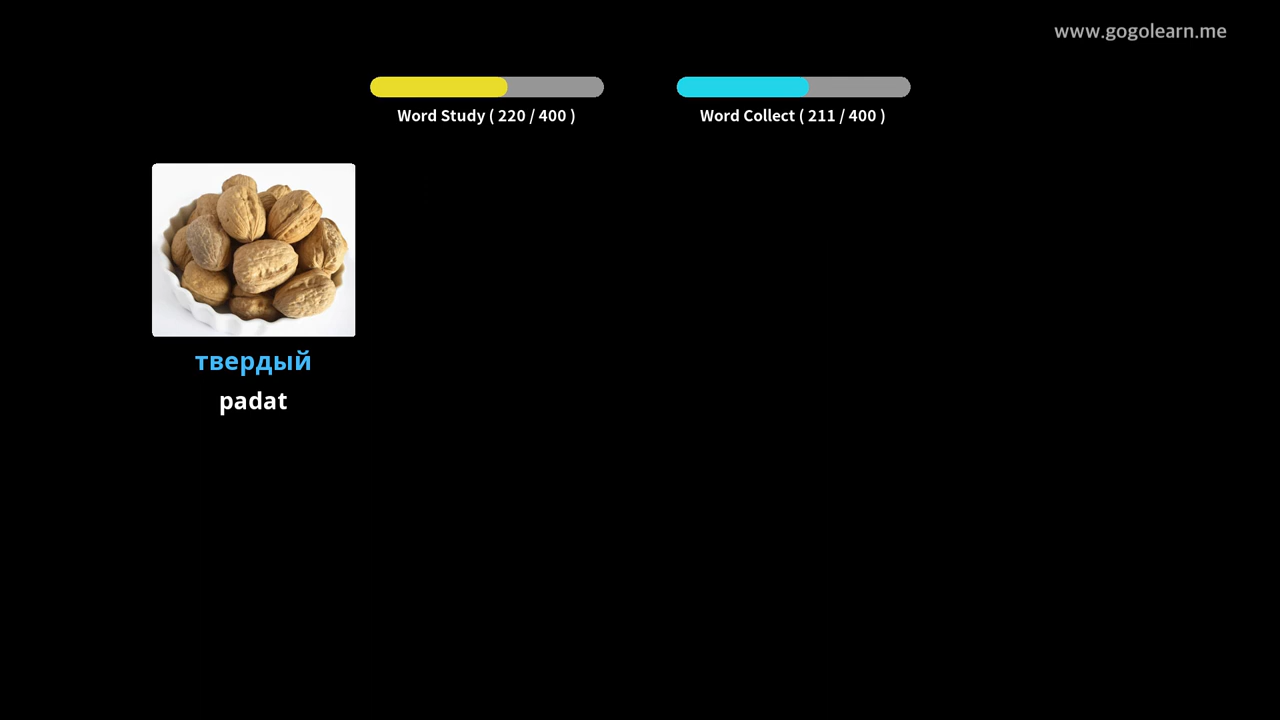 www.gogolearn.me
Word Study ( 220 / 400 )
Word Collect ( 211 / 400 )
твердый
padat